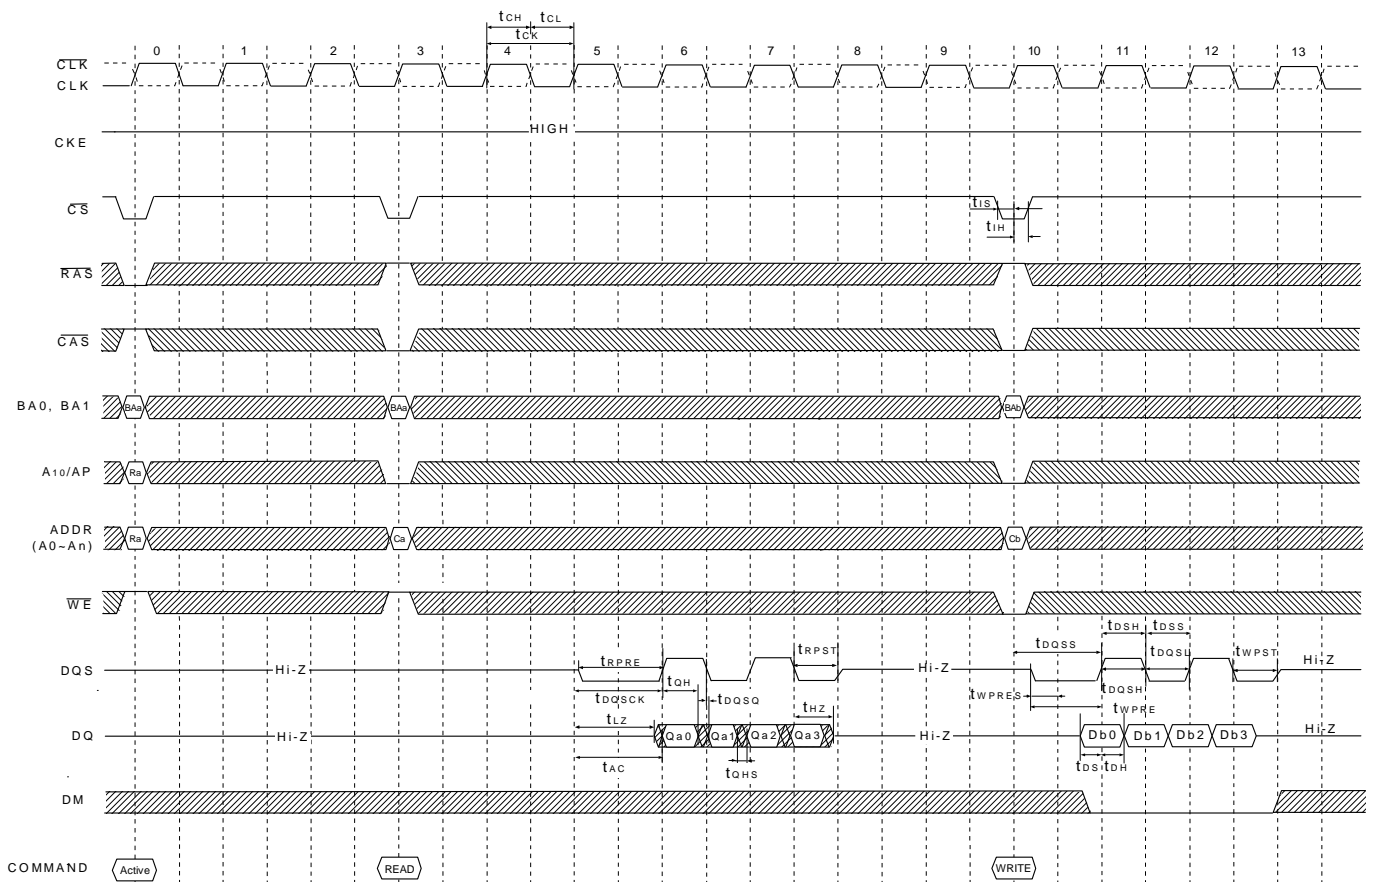 tCH tCL
tCK
0 1 2 3 4 5 6 7 8 9 10 11 12 13
CLK
CLK
HIGH
CKE
CS
tIS
tIH
RAS
CAS
BA0, BA1 BAa BAa BAb
A10/AP Ra
ADDR Ra Ca Cb
(A0~An)
WE
tDSH tDSS
tRPRE tRPST tDQSS tDQSL tWPST
DQS Hi-Z Hi-Z Hi-Z
tQH
tDQSCK tDQSQ tWPRES tDQSH
tLZ tHZ tWPRE
DQ Hi-Z Qa0 Qa1 Qa2 Qa3 Hi-Z Db0 Db1 Db2 Db3 Hi-Z
tAC tQHS tDS tDH
DM
COMMAND Active READ WRITE